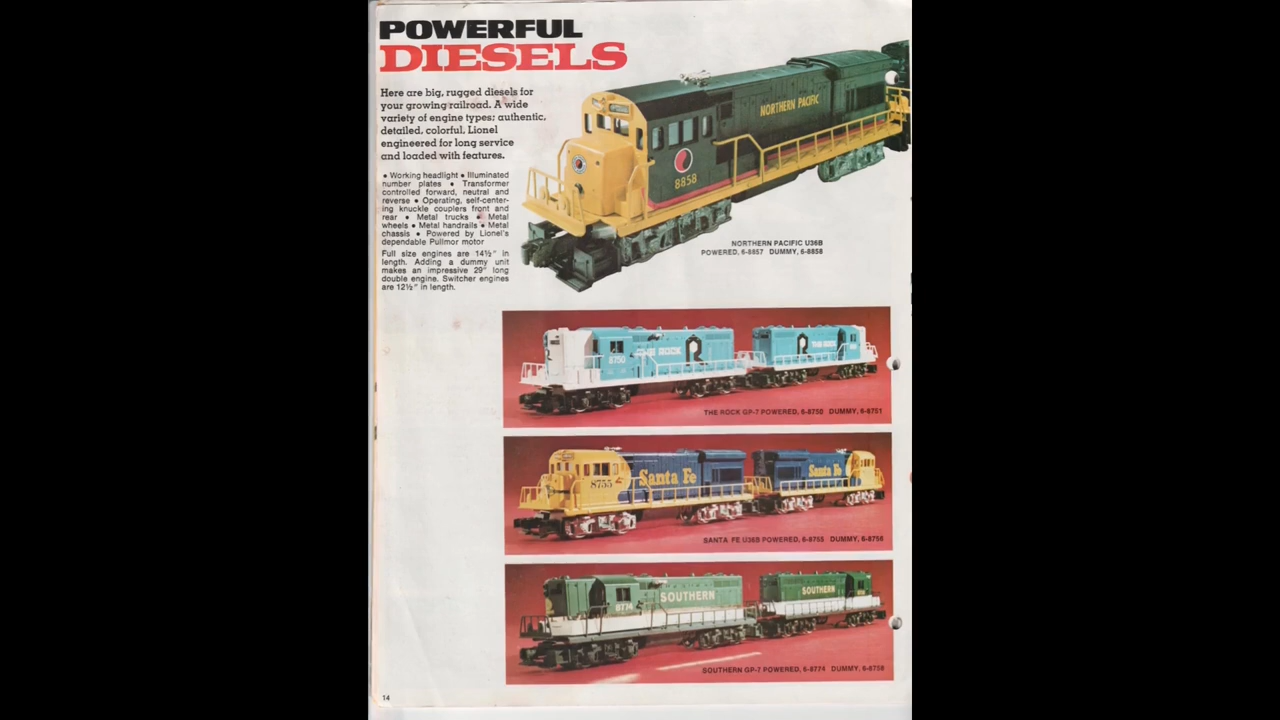 POWERFUL
DIESELS
Here are big, rugged diesels for
your growing railroad. A wide
variety of engine types; authentic,
detailed, colorful, Lionel
engineered for long service
and loaded with features.
• Working headlight • Illuminated
number plates • Transformer
controlled forward, neutral and
reverse • Operating, self-center-
ing knuckle couplers front and
rear • Metal trucks • Metal
wheels • Metal handrails • Metal
chassis • Powered by Lionel's
dependable Pullmor motor
Full size engines are 14½" in
length. Adding a dummy unit
makes an impressive 29" long
double engine. Switcher engines
are 12½" in length.
NORTHERN PACIFIC
8858
NORTHERN PACIFIC U36B
POWERED, 6-8857 DUMMY, 6-8858
8750 THE ROCK R
THE ROCK R
THE ROCK GP-7 POWERED, 6-8750 DUMMY, 6-8751
8755 Santa Fe
Santa Fe
SANTA FE U36B POWERED, 6-8755 DUMMY, 6-8756
8774 SOUTHERN
SOUTHERN
SOUTHERN GP-7 POWERED, 6-8774 DUMMY, 6-8758
14